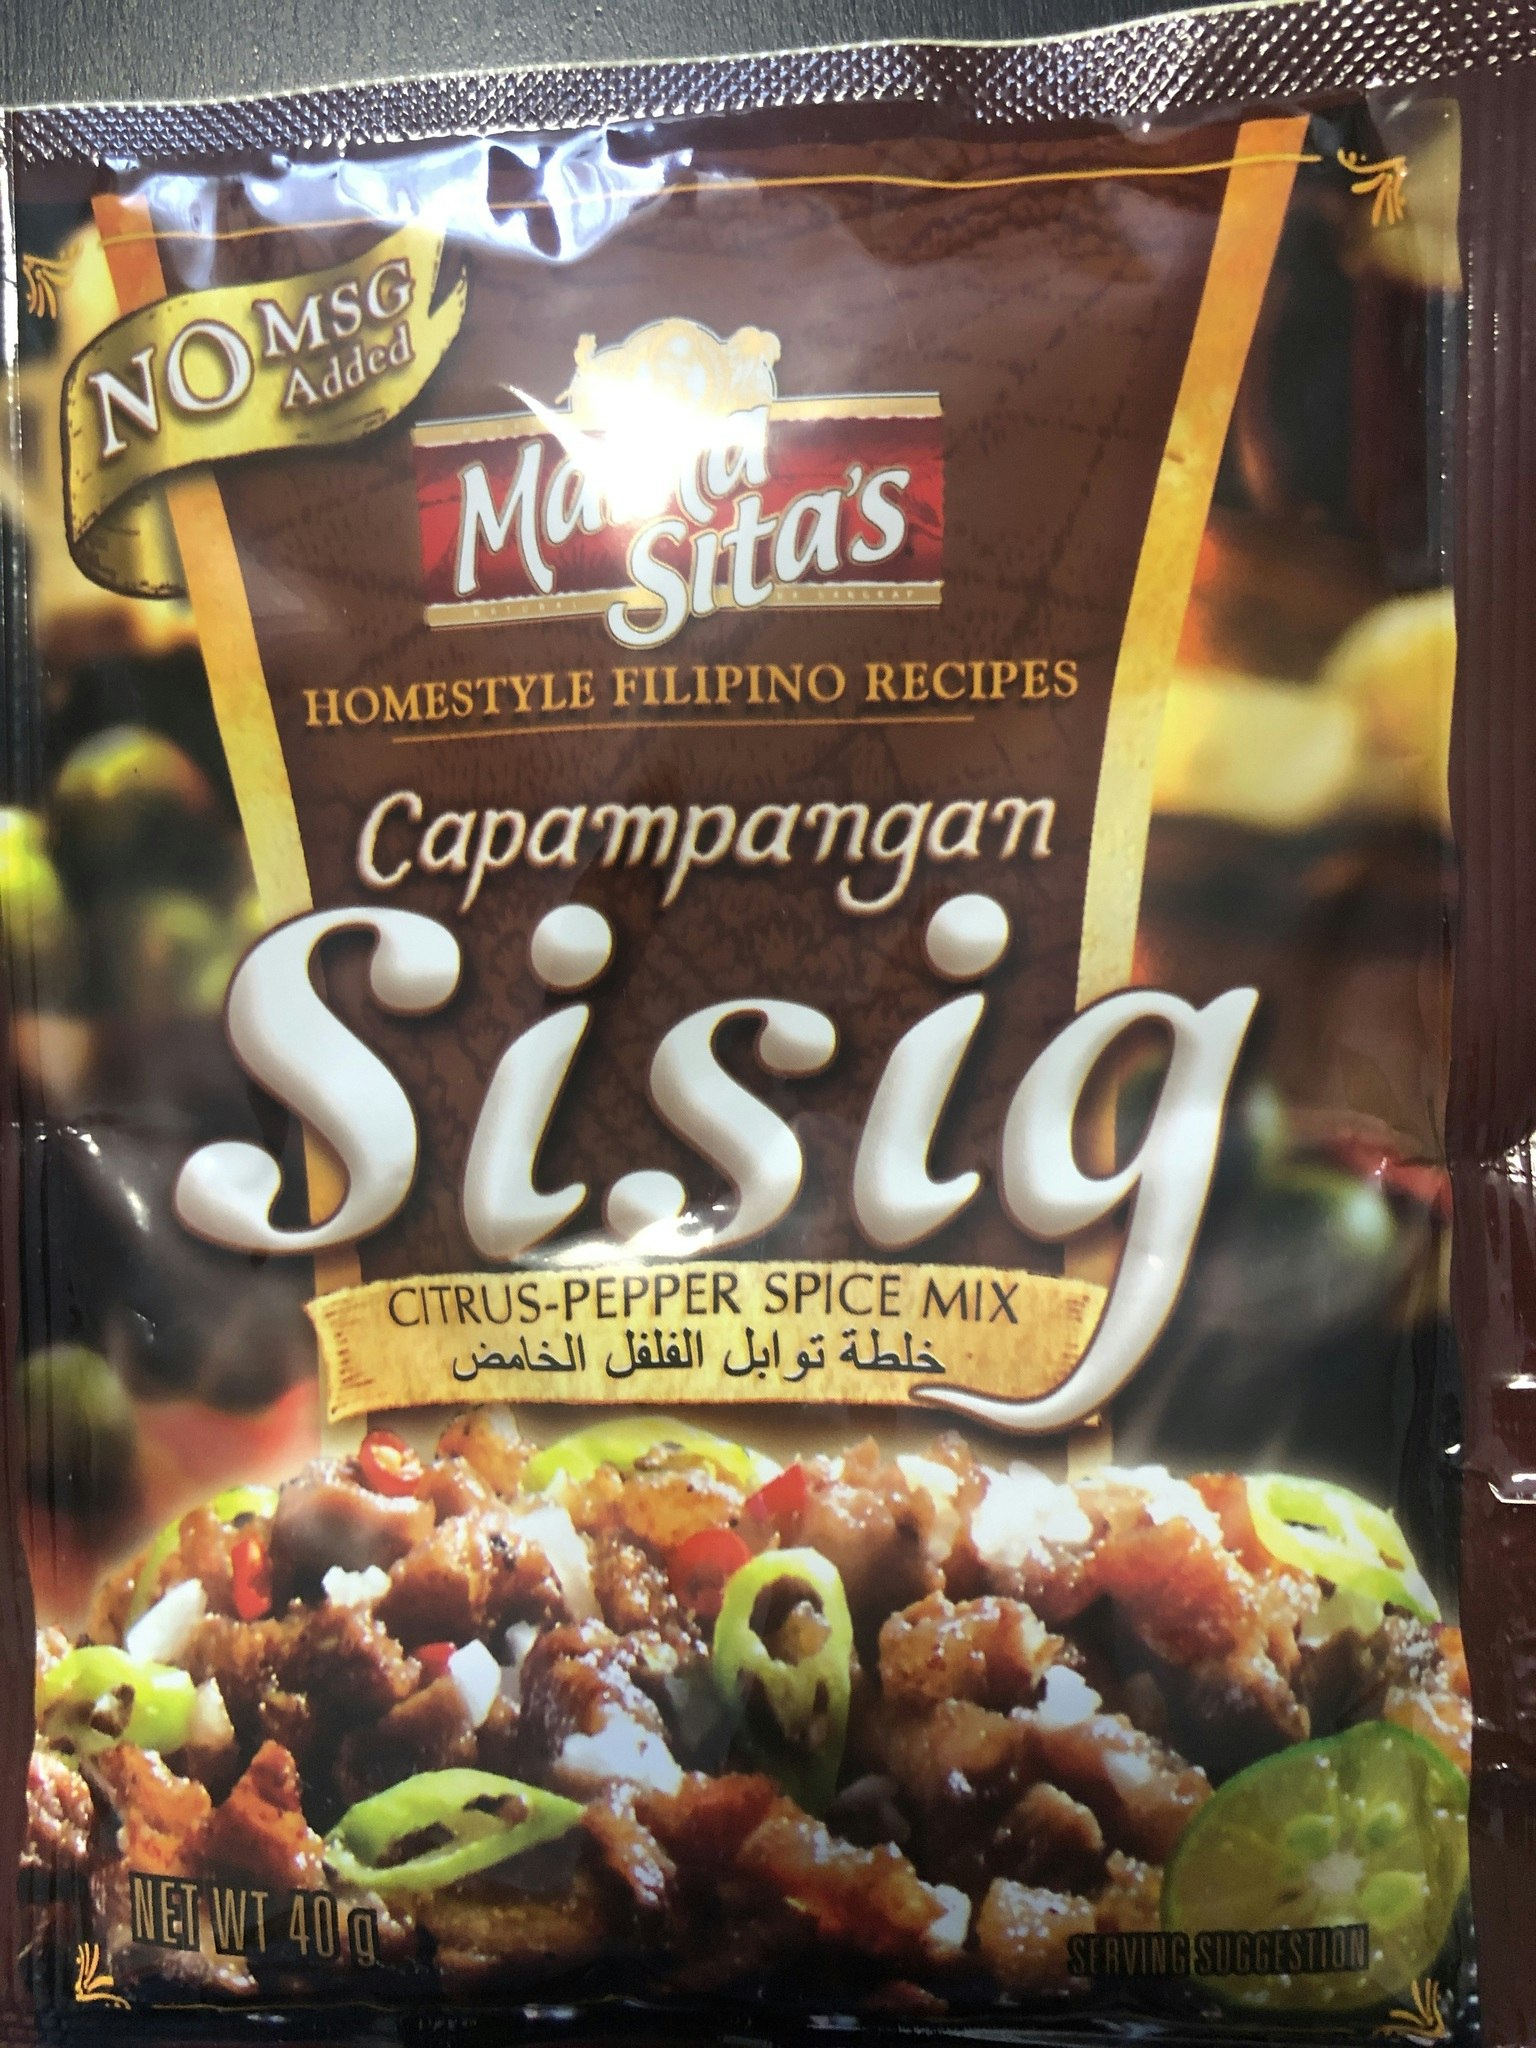 NO MSG
Added
Mama
Sita's
HOMESTYLE FILIPINO RECIPES
Capampangan
Sisig
CITRUS-PEPPER SPICE MIX
خلطة توابل الفلفل الخامض
NET WT 40 g
SERVING SUGGESTION